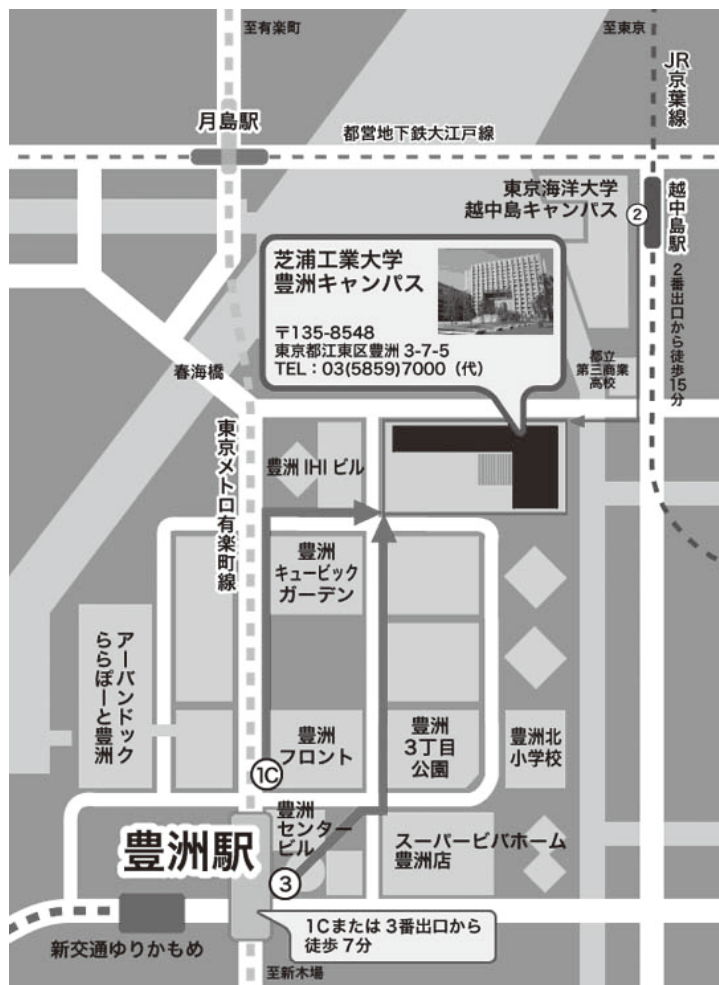 至有楽町
至東京
JR京葉線
月島駅
都営地下鉄大江戸線
東京海洋大学
越中島キャンパス
2
越中島駅
2番出口から徒歩15分
芝浦工業大学
豊洲キャンパス
〒135-8548
東京都江東区豊洲 3-7-5
TEL：03(5859)7000（代）
都立
第三商業
高校
春海橋
東京メトロ有楽町線
豊洲 IHI ビル
豊洲
キュービック
ガーデン
アーバンドック
ららぽーと豊洲
豊洲
フロント
豊洲
3丁目
公園
豊洲北
小学校
1C
豊洲
センター
ビル
豊洲駅
3
スーパービバホーム
豊洲店
1Cまたは 3番出口から
徒歩 7分
新交通ゆりかもめ
至新木場